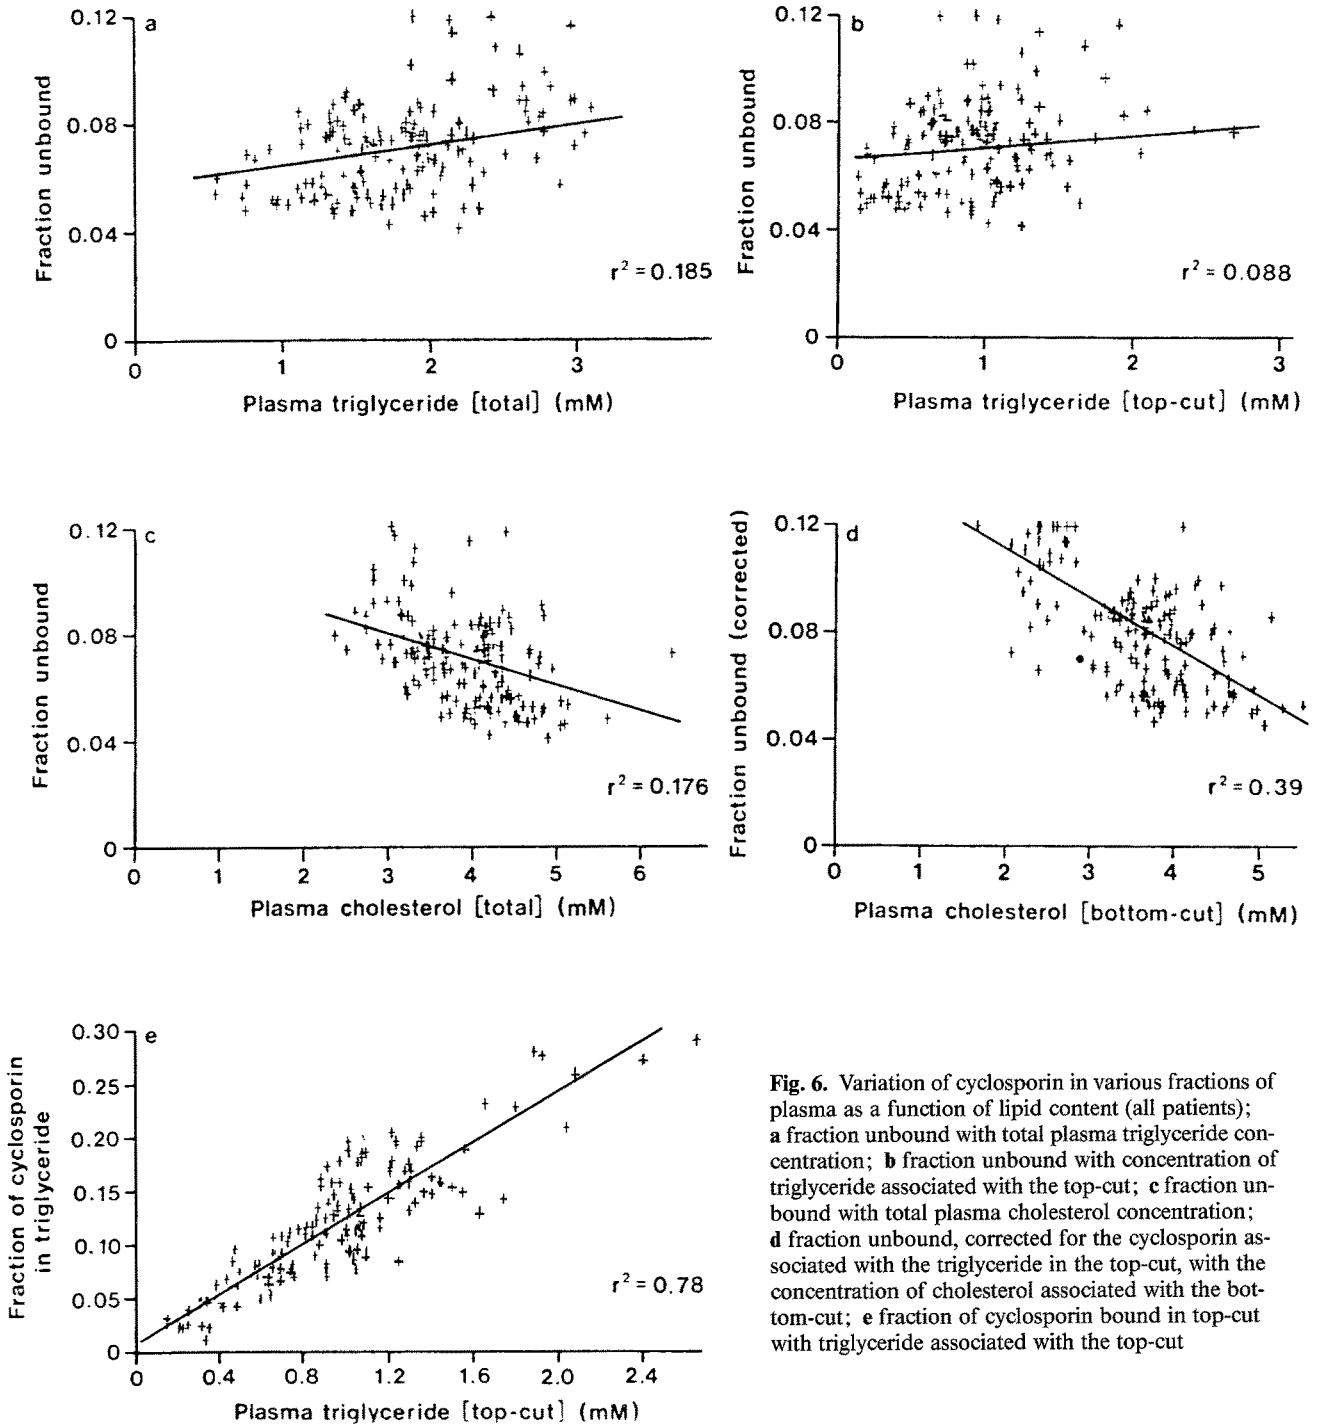 a
0.12
0.08
0.04
0
Fraction unbound
r² = 0.185
0 1 2 3
Plasma triglyceride [total] (mM)
b
0.12
0.08
0.04
0
Fraction unbound
r² = 0.088
0 1 2 3
Plasma triglyceride [top-cut] (mM)
c
0.12
0.08
0.04
0
Fraction unbound
r² = 0.176
0 1 2 3 4 5 6
Plasma cholesterol [total] (mM)
d
0.12
0.08
0.04
0
Fraction unbound (corrected)
r² = 0.39
0 1 2 3 4 5
Plasma cholesterol [bottom-cut] (mM)
e
0.30
0.25
0.20
0.15
0.10
0.05
0
Fraction of cyclosporin
in triglyceride
r² = 0.78
0 0.4 0.8 1.2 1.6 2.0 2.4
Plasma triglyceride [top-cut] (mM)
Fig. 6. Variation of cyclosporin in various fractions of
plasma as a function of lipid content (all patients);
a fraction unbound with total plasma triglyceride con-
centration; b fraction unbound with concentration of
triglyceride associated with the top-cut; c fraction un-
bound with total plasma cholesterol concentration;
d fraction unbound, corrected for the cyclosporin as-
sociated with the triglyceride in the top-cut, with the
concentration of cholesterol associated with the bot-
tom-cut; e fraction of cyclosporin bound in top-cut
with triglyceride associated with the top-cut